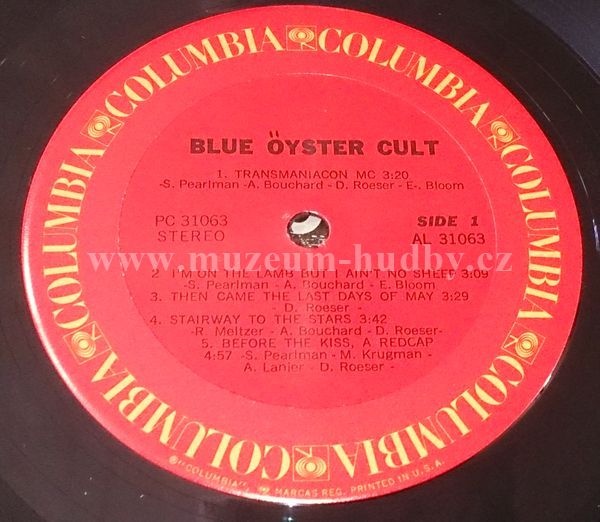 COLUMBIA COLUMBIA COLUMBIA COLUMBIA COLUMBIA COLUMBIA COLUMBIA COLUMBIA
BLUE ÖYSTER CULT
1. TRANSMANIACON MC 3:20
-S. Pearlman -A. Bouchard - D. Roeser - E. Bloom
PC 31063 SIDE 1
STEREO AL 31063
www.muzeum-hudby.cz
2 I'M ON THE LAMB BUT I AIN'T NO SHEEP 3:09
-S. Pearlman - A. Bouchard - E. Bloom
3. THEN CAME THE LAST DAYS OF MAY 3:29
- D. Roeser -
4. STAIRWAY TO THE STARS 3:42
-R. Meltzer - A. Bouchard - D. Roeser-
5. BEFORE THE KISS, A REDCAP
4:57 -S. Pearlman - M. Krugman -
A. Lanier - D. Roeser -
"COLUMBIA", MARCAS REG. PRINTED IN U.S.A.